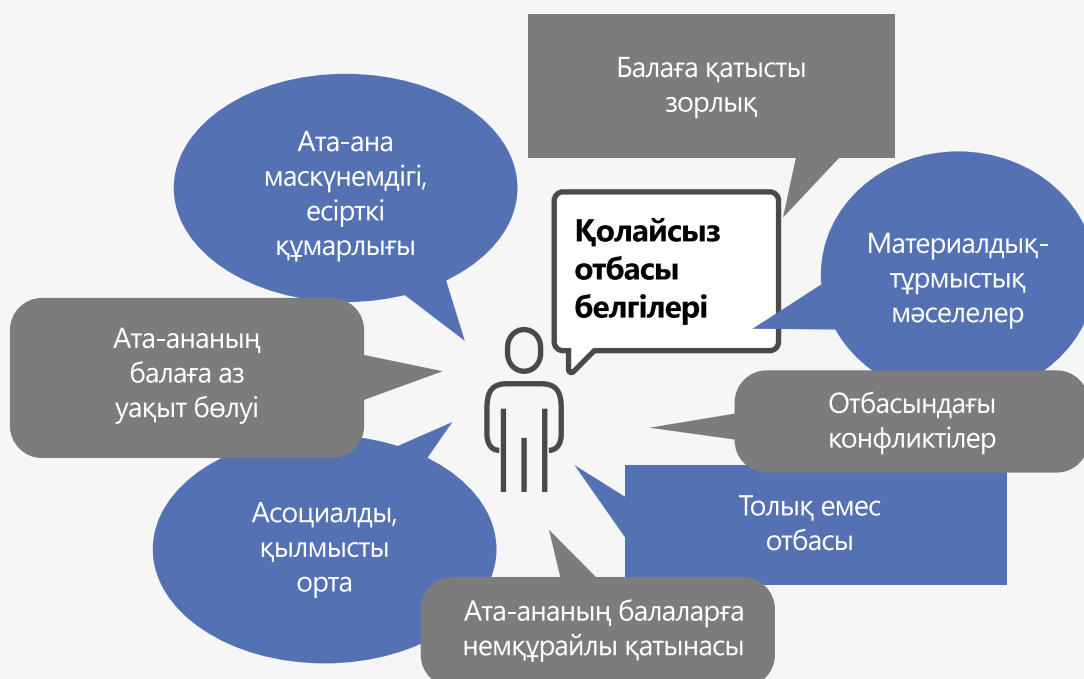 Балаға қатысты
зорлық
Ата-ана
маскүнемдігі,
есірткі
құмарлығы
Қолайсыз
отбасы
белгілері
Материалдық-
тұрмыстық
мәселелер
Ата-ананың
балаға аз
уақыт бөлуі
Отбасындағы
конфликтілер
Асоциалды,
қылмысты
орта
Толық емес
отбасы
Ата-ананың балаларға
немқұрайлы қатынасы